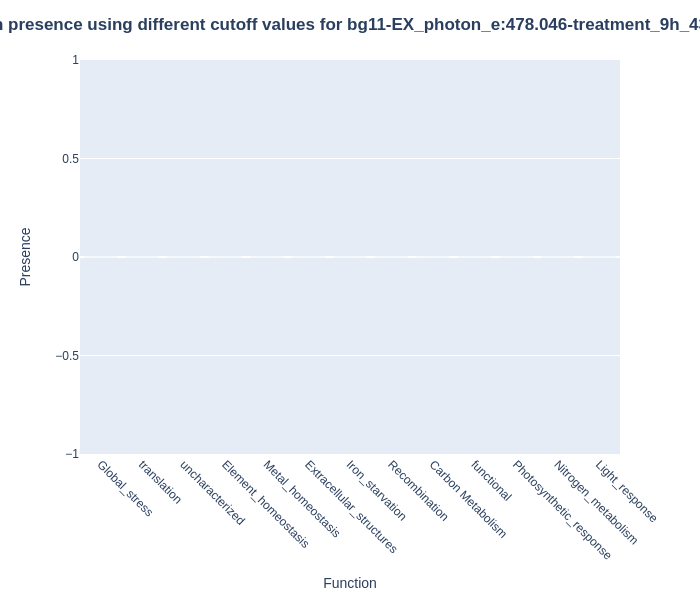 presence using different cutoff values for bg11-EX_photon_e:478.046-treatment_9h_4
1
0.5
0
−0.5
−1
Presence
Global_stress
translation
uncharacterized
Element_homeostasis
Metal_homeostasis
Extracellular_structures
Iron_starvation
Recombination
Carbon Metabolism
functional
Photosynthetic_response
Nitrogen_metabolism
Light_response
Function